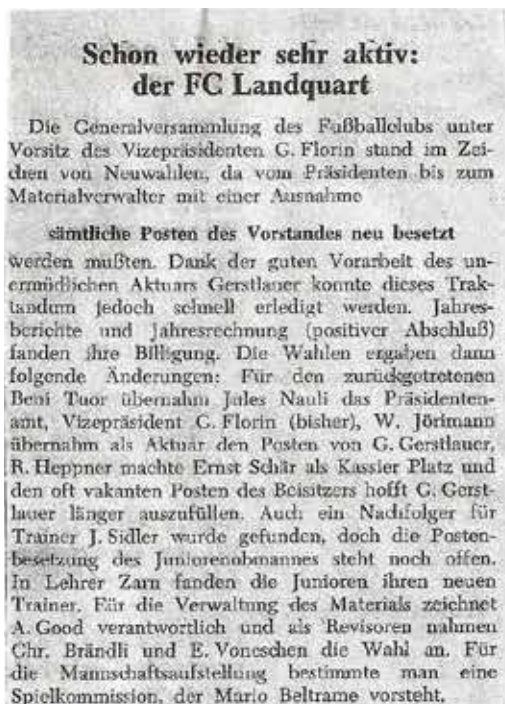 Schon wieder sehr aktiv:
der FC Landquart
Die Generalversammlung des Fußballclubs unter
Vorsitz des Vizepräsidenten G. Florin stand im Zei-
chen von Neuwahlen, da vom Präsidenten bis zum
Materialverwalter mit einer Ausnahme
sämtliche Posten des Vorstandes neu besetzt
werden mußten. Dank der guten Vorarbeit des un-
ermüdlichen Aktuars Gerstlauer konnte dieses Trak-
tandum jedoch schnell erledigt werden. Jahres-
berichte und Jahresrechnung (positiver Abschluß)
fanden ihre Billigung. Die Wahlen ergaben dann
folgende Änderungen: Für den zurückgetretenen
Beni Tuor übernahm Jules Nauli das Präsidenten-
amt, Vizepräsident G. Florin (bisher), W. Jörimann
übernahm als Aktuar den Posten von G. Gerstlauer,
R. Heppner machte Ernst Schär als Kassier Platz und
den oft vakanten Posten des Beisitzers hofft G. Gerst-
lauer länger auszufüllen. Auch ein Nachfolger für
Trainer J. Sidler wurde gefunden, doch die Posten-
besetzung des Juniorenobmannes steht noch offen.
In Lehrer Zarn fanden die Junioren ihren neuen
Trainer. Für die Verwaltung des Materials zeichnet
A. Good verantwortlich und als Revisoren nahmen
Chr. Brändli und E. Voneschen die Wahl an. Für
die Mannschaftsaufstellung bestimmte man eine
Spielkommission, der Mario Beltrame vorsteht.